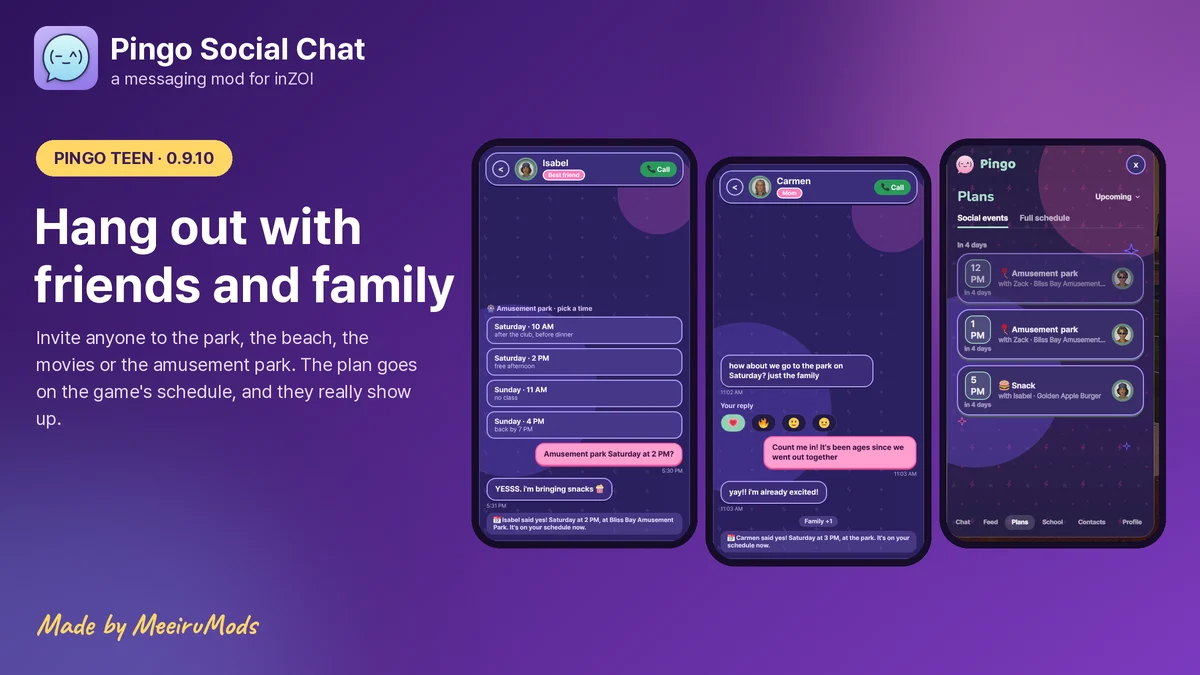 Pingo Social Chat
a messaging mod for inZOI
PINGO TEEN · 0.9.10
Hang out with
friends and family
Invite anyone to the park, the beach, the
movies or the amusement park. The plan goes
on the game's schedule, and they really show
up.
Made by MeeiruMods
<
Isabel
Best friend
Call
Amusement park · pick a time
Saturday · 10 AM
after the club, before dinner
Saturday · 2 PM
free afternoon
Sunday · 11 AM
no class
Sunday · 4 PM
back by 7 PM
Amusement park Saturday at 2 PM?
5:30 PM
YESSS. i'm bringing snacks 🍿
5:31 PM
📅 Isabel said yes! Saturday at 2 PM, at Bliss Bay Amusement
Park. It's on your schedule now.
<
Carmen
Mom
Call
how about we go to the park on
Saturday? just the family
11:02 AM
Your reply
Count me in! It's been ages since we
went out together
11:03 AM
yay!! i'm already excited!
11:03 AM
Family +1
📅 Carmen said yes! Saturday at 3 PM, at the park. It's on your
schedule now.
Pingo
x
Plans
Upcoming
Social events Full schedule
In 4 days
12 PM
In 4 days
Amusement park
with Zack · Bliss Bay Amusement...
1 PM
In 4 days
Amusement park
with Zack · Bliss Bay Amusement...
5 PM
In 4 days
🍔 Snack
with Isabel · Golden Apple Burger
Chat Feed Plans School Contacts Profile